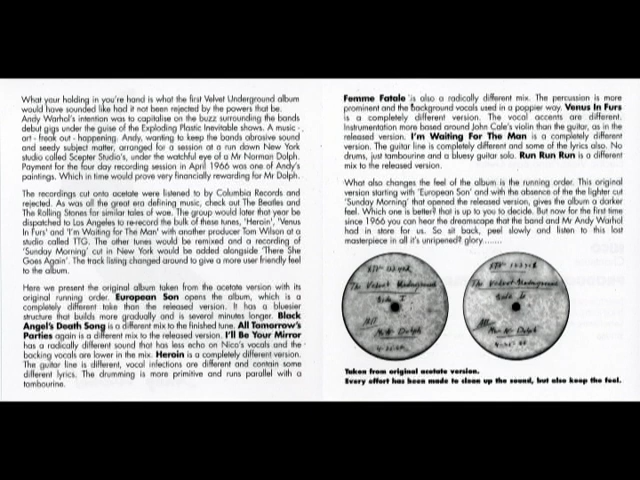 What your holding in you're hand is what the first Velvet Underground album
would have sounded like had it not been rejected by the powers that be.
Andy Warhol's intention was to capitalise on the buzz surrounding the bands
debut gigs under the guise of the Exploding Plastic Inevitable shows. A music -
art - freak out - happening. Andy, wanting to keep the bands abrasive sound
and seedy subject matter, arranged for a session at a run down New York
studio called Scepter Studio's, under the watchful eye of a Mr Norman Dolph.
Payment for the four day recording session in April 1966 was one of Andy's
paintings. Which in time would prove very financially rewarding for Mr Dolph.
The recordings cut onto acetate were listened to by Columbia Records and
rejected. As was all the great era defining music, check out The Beatles and
The Rolling Stones for similar tales of woe. The group would later that year be
dispatched to Los Angeles to re-record the bulk of these tunes, 'Heroin', 'Venus
In Furs' and 'I'm Waiting for The Man' with another producer Tom Wilson at a
studio called TTG. The other tunes would be remixed and a recording of
'Sunday Morning' cut in New York would be added alongside 'There She
Goes Again'. The track listing changed around to give a more user friendly feel
to the album.
Here we present the original album taken from the acetate version with its
original running order. European Son opens the album, which is a
completely different take than the released version. It has a bluesier
structure that builds more gradually and is several minutes longer. Black
Angel's Death Song is a different mix to the finished tune. All Tomorrow's
Parties again is a different mix to the released version. I'll Be Your Mirror
has a radically different sound that has less echo on Nico's vocals and the
backing vocals are lower in the mix. Heroin is a completely different version.
The guitar line is different, vocal infections are different and contain some
different lyrics. The drumming is more primitive and runs parallel with a
tambourine.
Femme Fatale is also a radically different mix. The percussion is more
prominent and the background vocals used in a poppier way. Venus In Furs
is a completely different version. The vocal accents are different.
Instrumentation more based around John Cale's violin than the guitar, as in the
released version. I'm Waiting For The Man is a completely different
version. The guitar line is completely different and some of the lyrics also. No
drums, just tambourine and a bluesy guitar solo. Run Run Run is a different
mix to the released version.
What also changes the feel of the album is the running order. This original
version starting with 'European Son' and with the absence of the the lighter cut
'Sunday Morning' that opened the released version, gives the album a darker
feel. Which one is better? that is up to you to decide. But now for the first time
since 1966 you can hear the dreamscape that the band and Mr Andy Warhol
had in store for us. So sit back, peel slowly and listen to this lost
masterpiece in all it's unripened? glory.......
The Velvet Underground
Side I
Mr N. Dolph
The Velvet Underground
Mr N. Dolph
Taken from original acetate version.
Every effort has been made to clean up the sound, but also keep the feel.